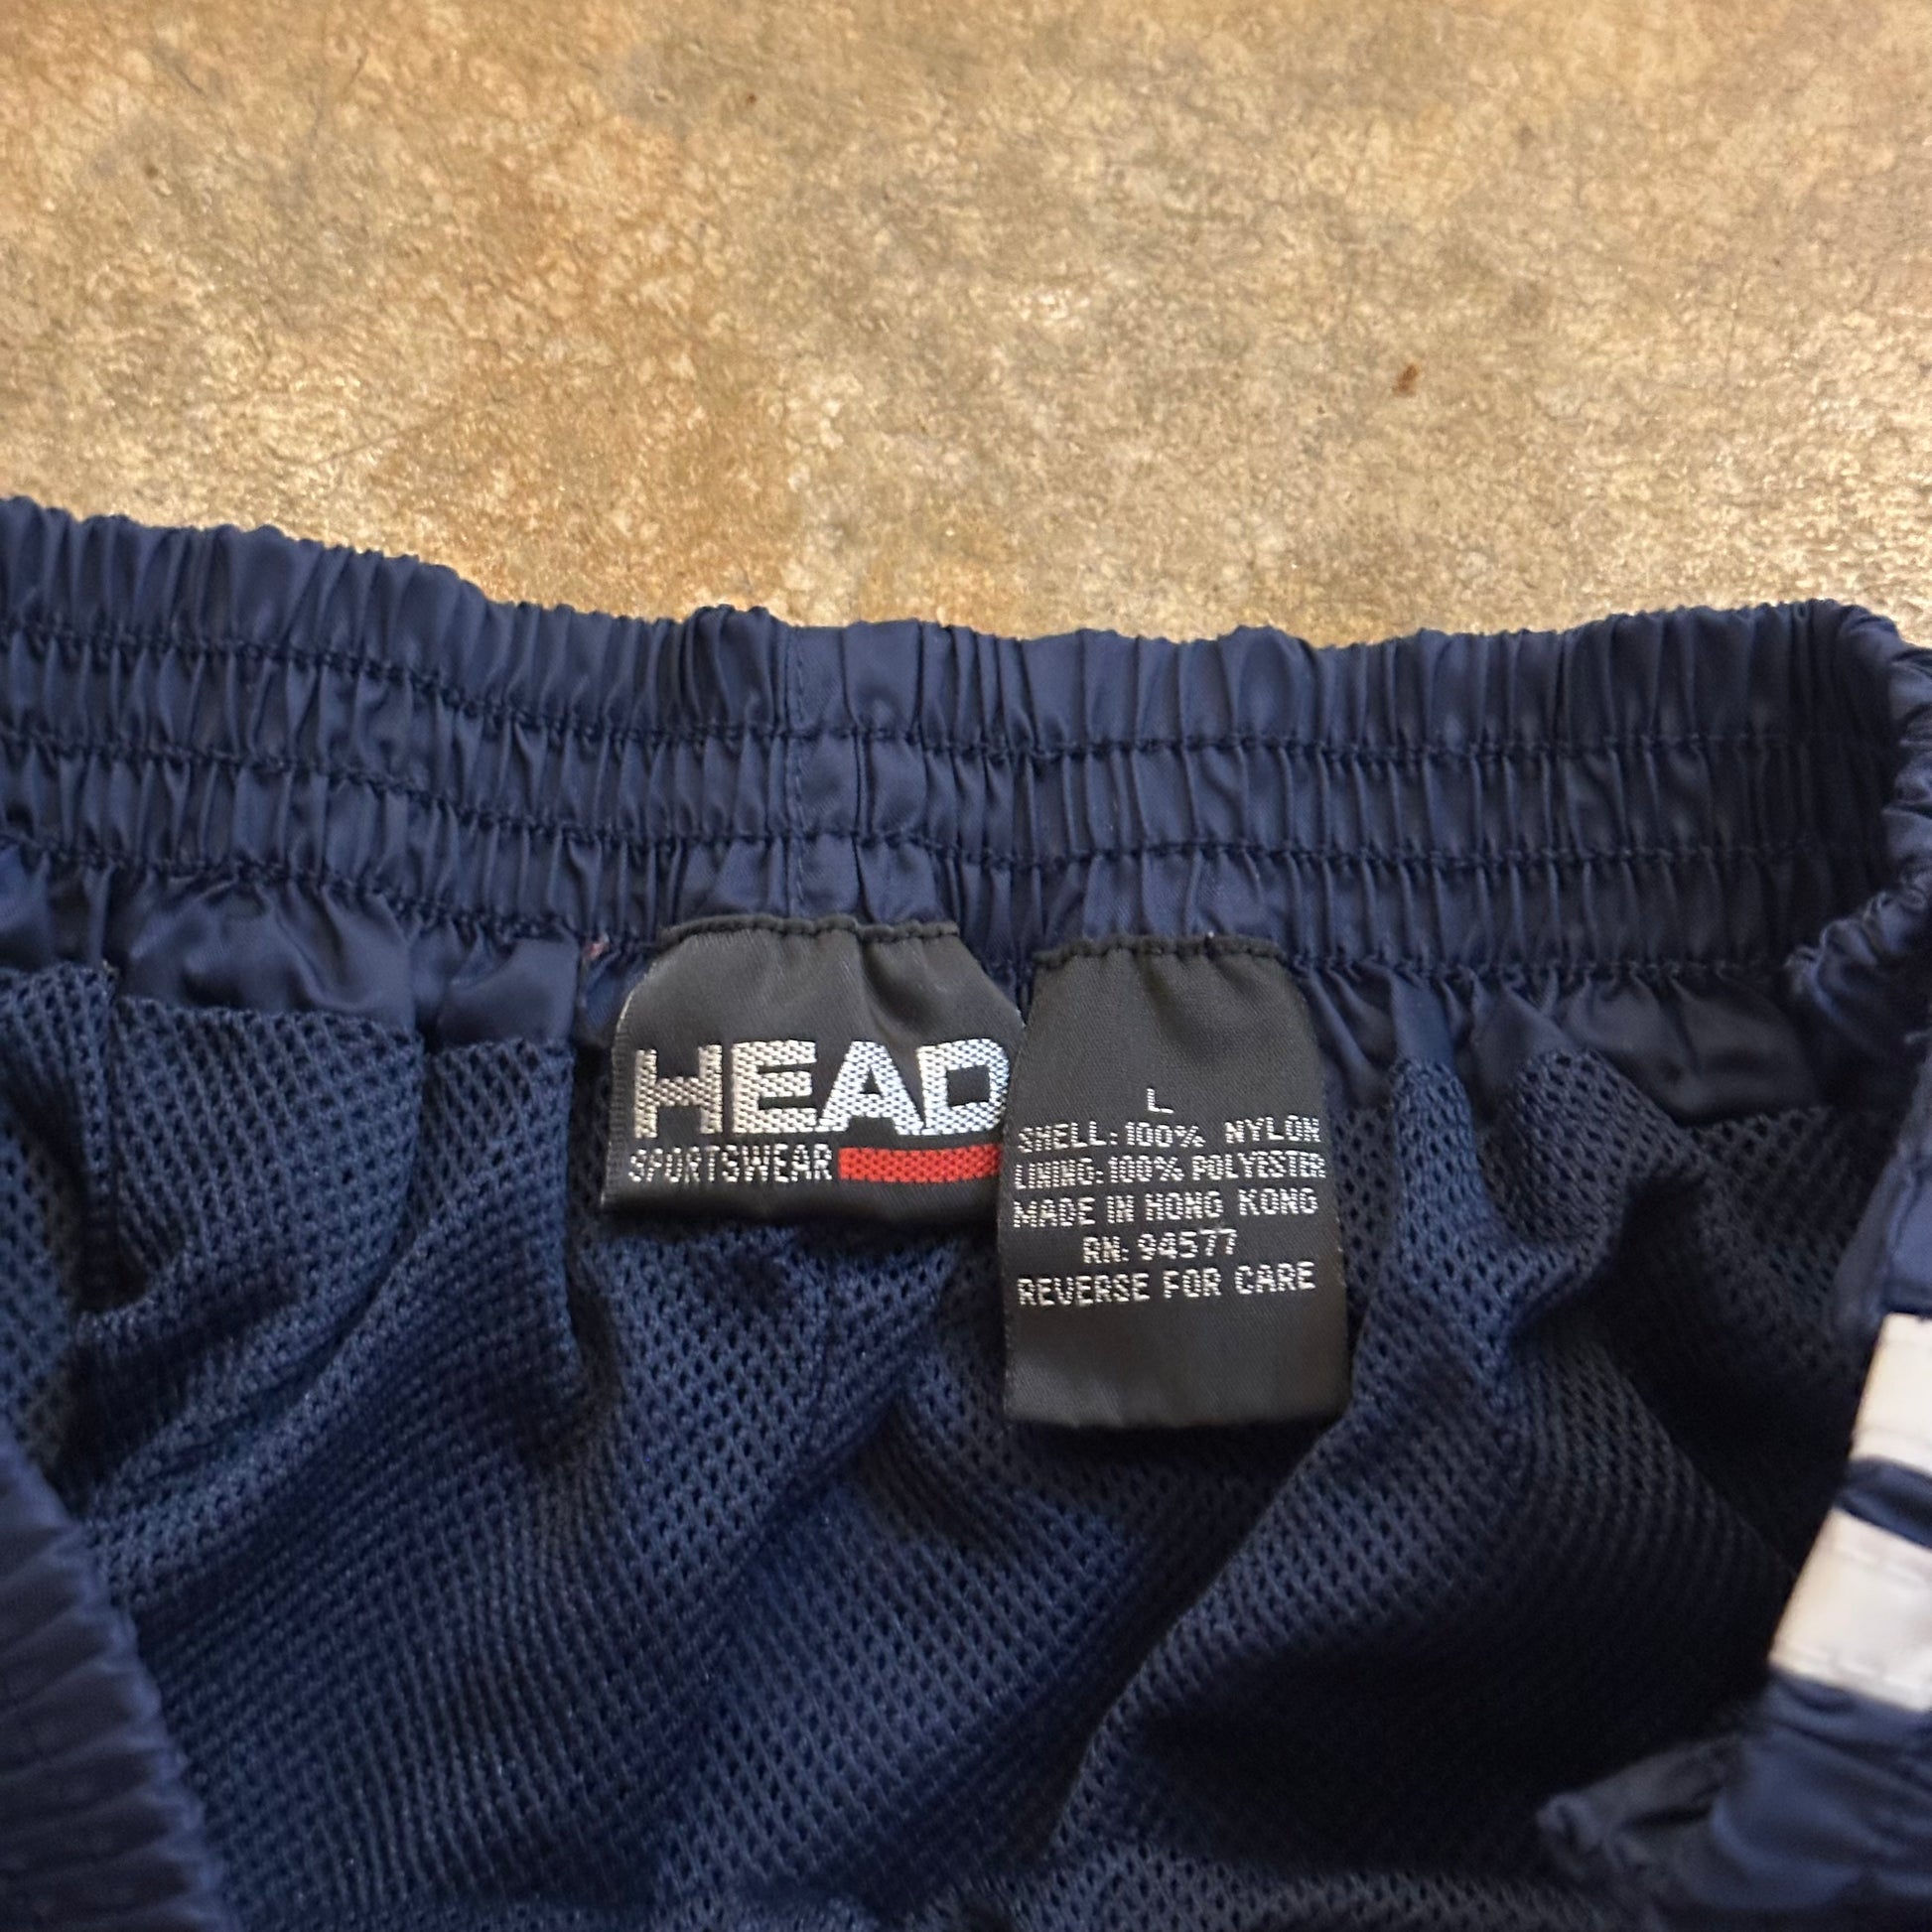 HEAD
SPORTSWEAR
L
SHELL: 100% NYLON
LINING: 100% POLYESTER
MADE IN HONG KONG
RN: 94577
REVERSE FOR CARE